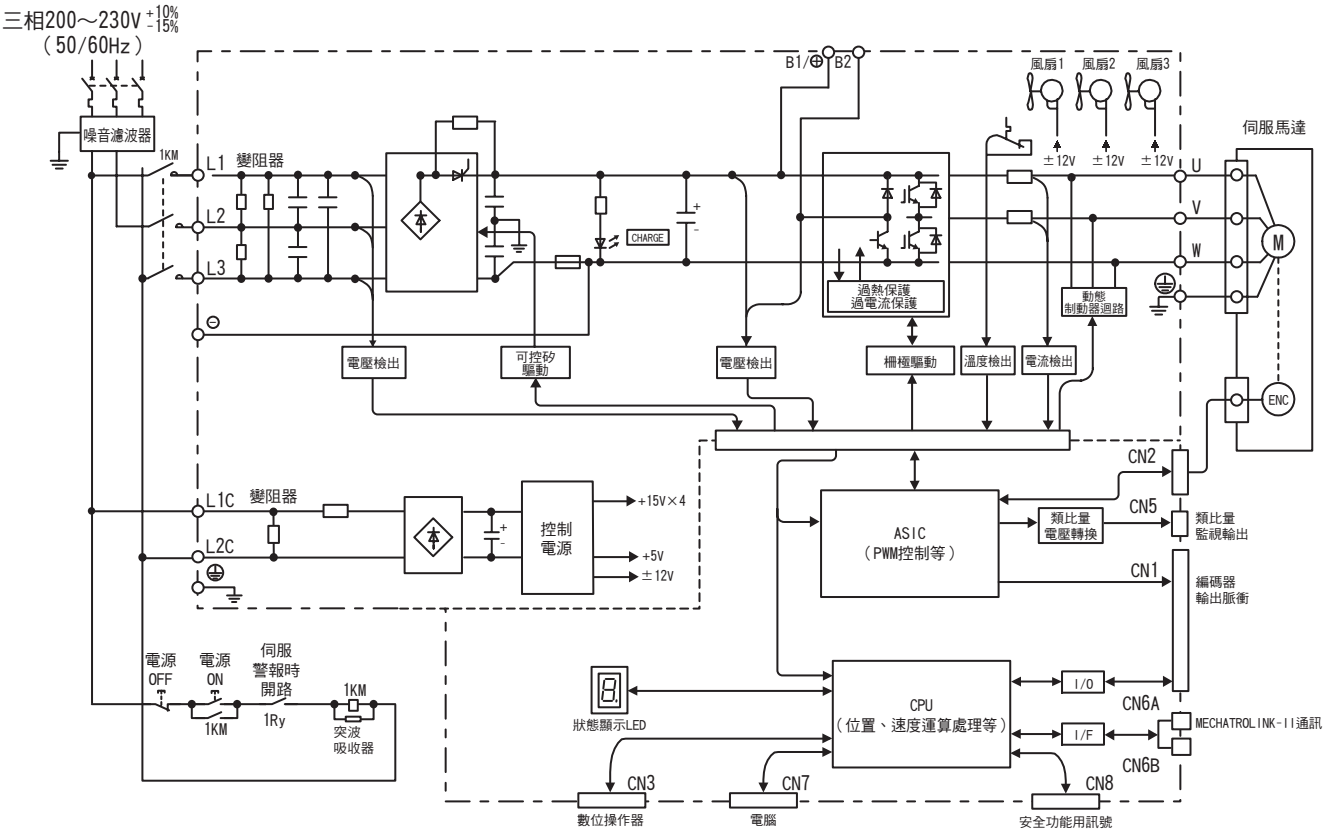 三相200～230V +10% -15%
（50/60Hz）
噪音濾波器
1KM
L1
變阻器
L2
L3
⊖
B1/⊕
B2
CHARGE
過熱保護
過電流保護
風扇1
風扇2
風扇3
±12V
±12V
±12V
伺服馬達
U
V
W
M
ENC
動態
制動器迴路
電壓檢出
可控矽
驅動
電壓檢出
柵極驅動
溫度檢出
電流檢出
L1C
變阻器
L2C
+
-
+
-
控制
電源
+15V×4
+5V
±12V
ASIC
（PWM控制等）
類比量
電壓轉換
CN2
CN5
類比量
監視輸出
CN1
編碼器
輸出脈衝
電源
OFF
電源
ON
1KM
伺服
警報時
開路
1Ry
1KM
突波
吸收器
8.
狀態顯示LED
CPU
（位置、速度運算處理等）
I/O
I/F
CN6A
MECHATROLINK-II通訊
CN6B
CN3
數位操作器
CN7
電腦
CN8
安全功能用訊號